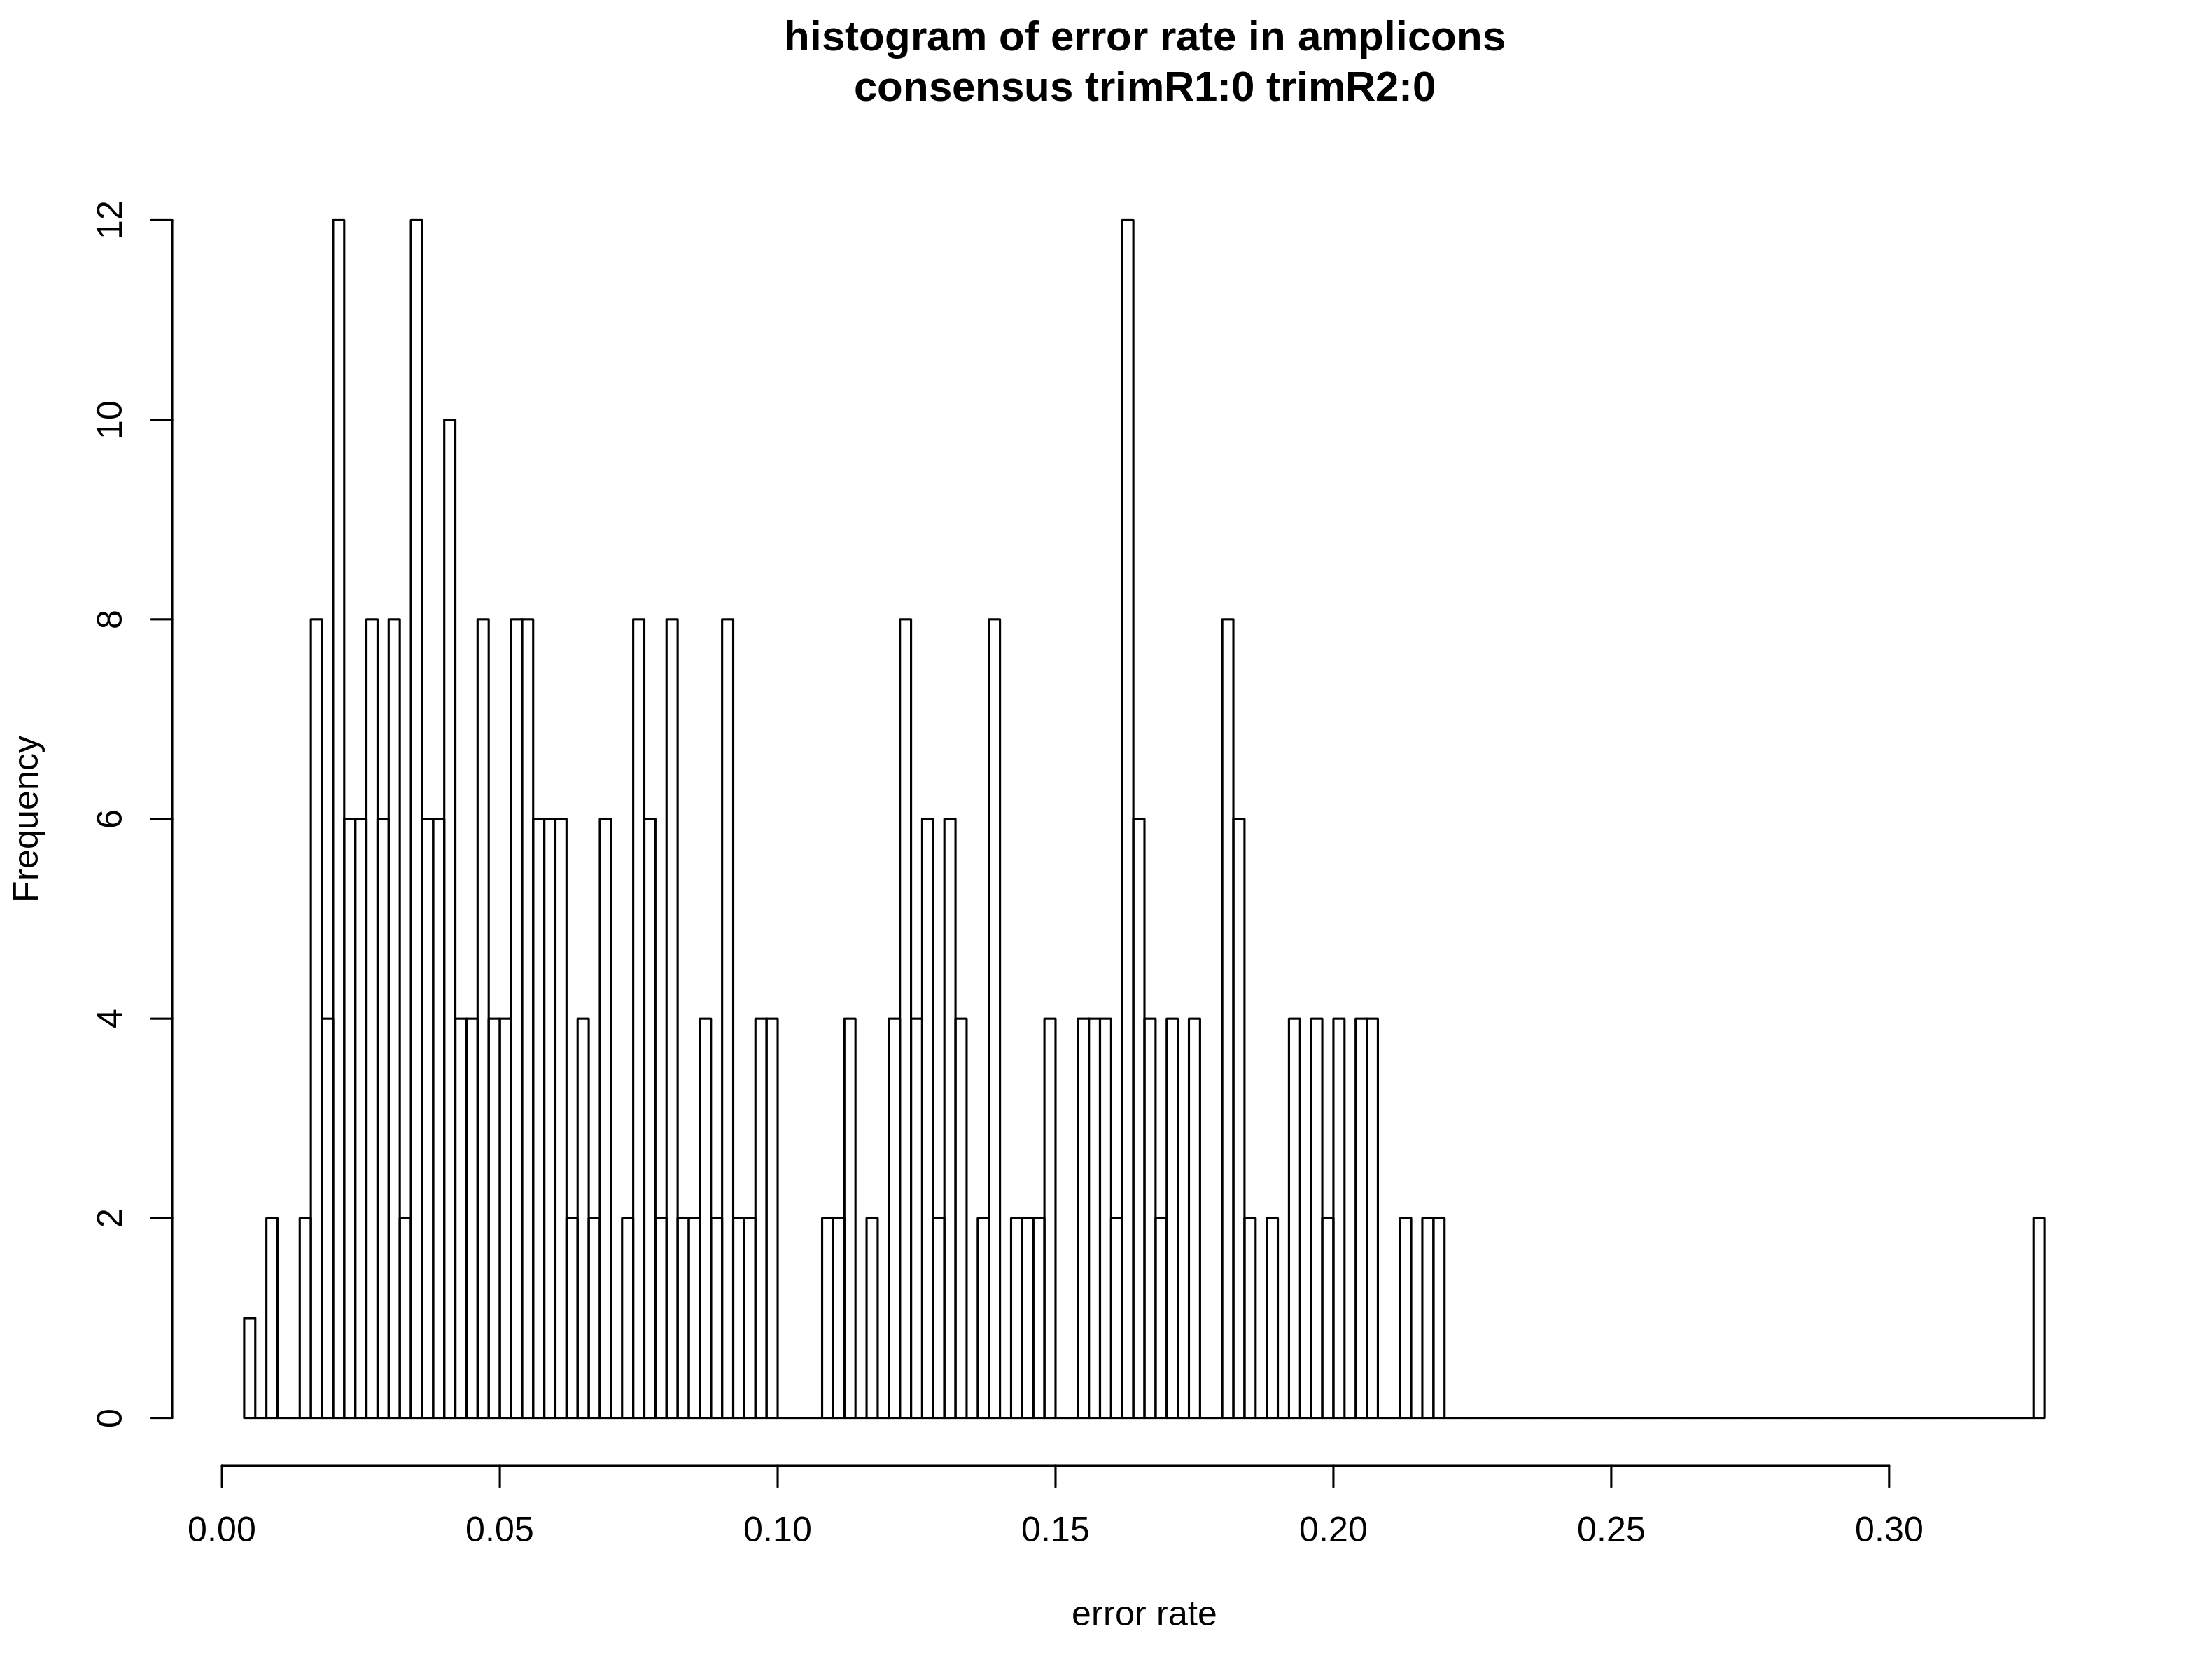 histogram of error rate in amplicons
consensus trimR1:0 trimR2:0
12
10
8
6
4
2
0
Frequency
0.00 0.05 0.10 0.15 0.20 0.25 0.30
error rate